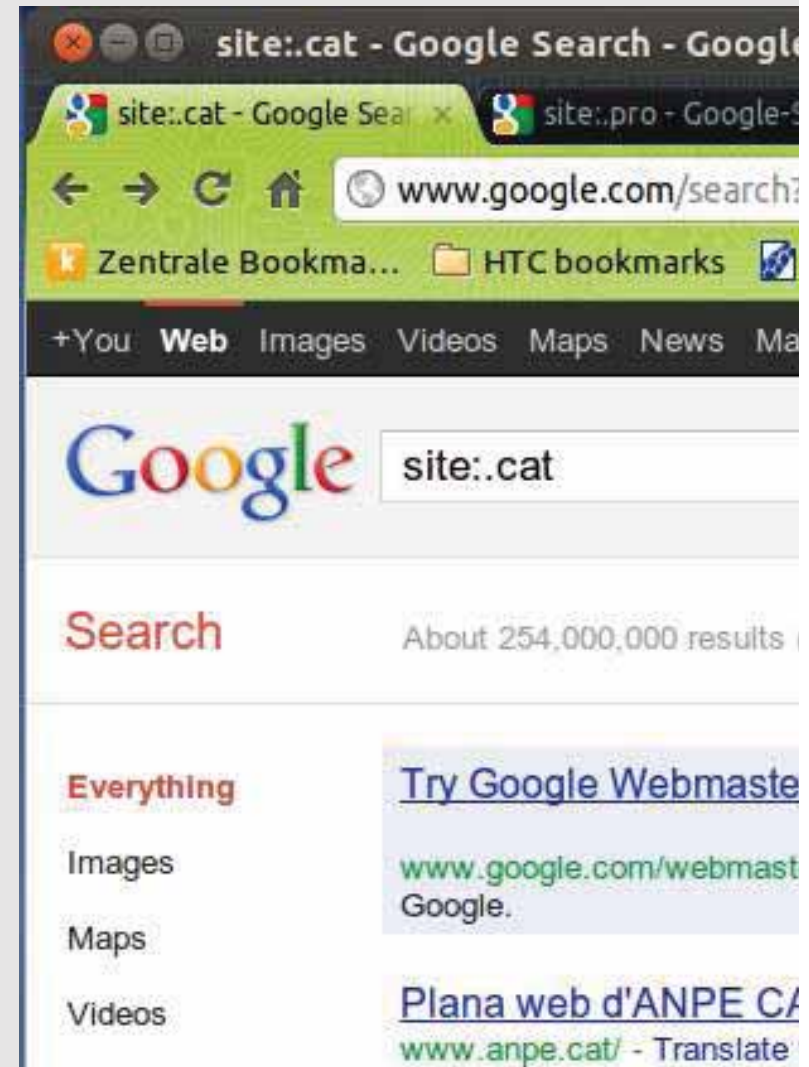 site:.cat - Google Search - Google
site:.cat - Google Sear
site:.pro - Google-S
www.google.com/search?
Zentrale Bookma... HTC bookmarks
+You Web Images Videos Maps News Ma
Google site:.cat
Search About 254,000,000 results
Everything
Images
Maps
Videos
Try Google Webmaste
www.google.com/webmast
Google.
Plana web d'ANPE CA
www.anpe.cat/ - Translate